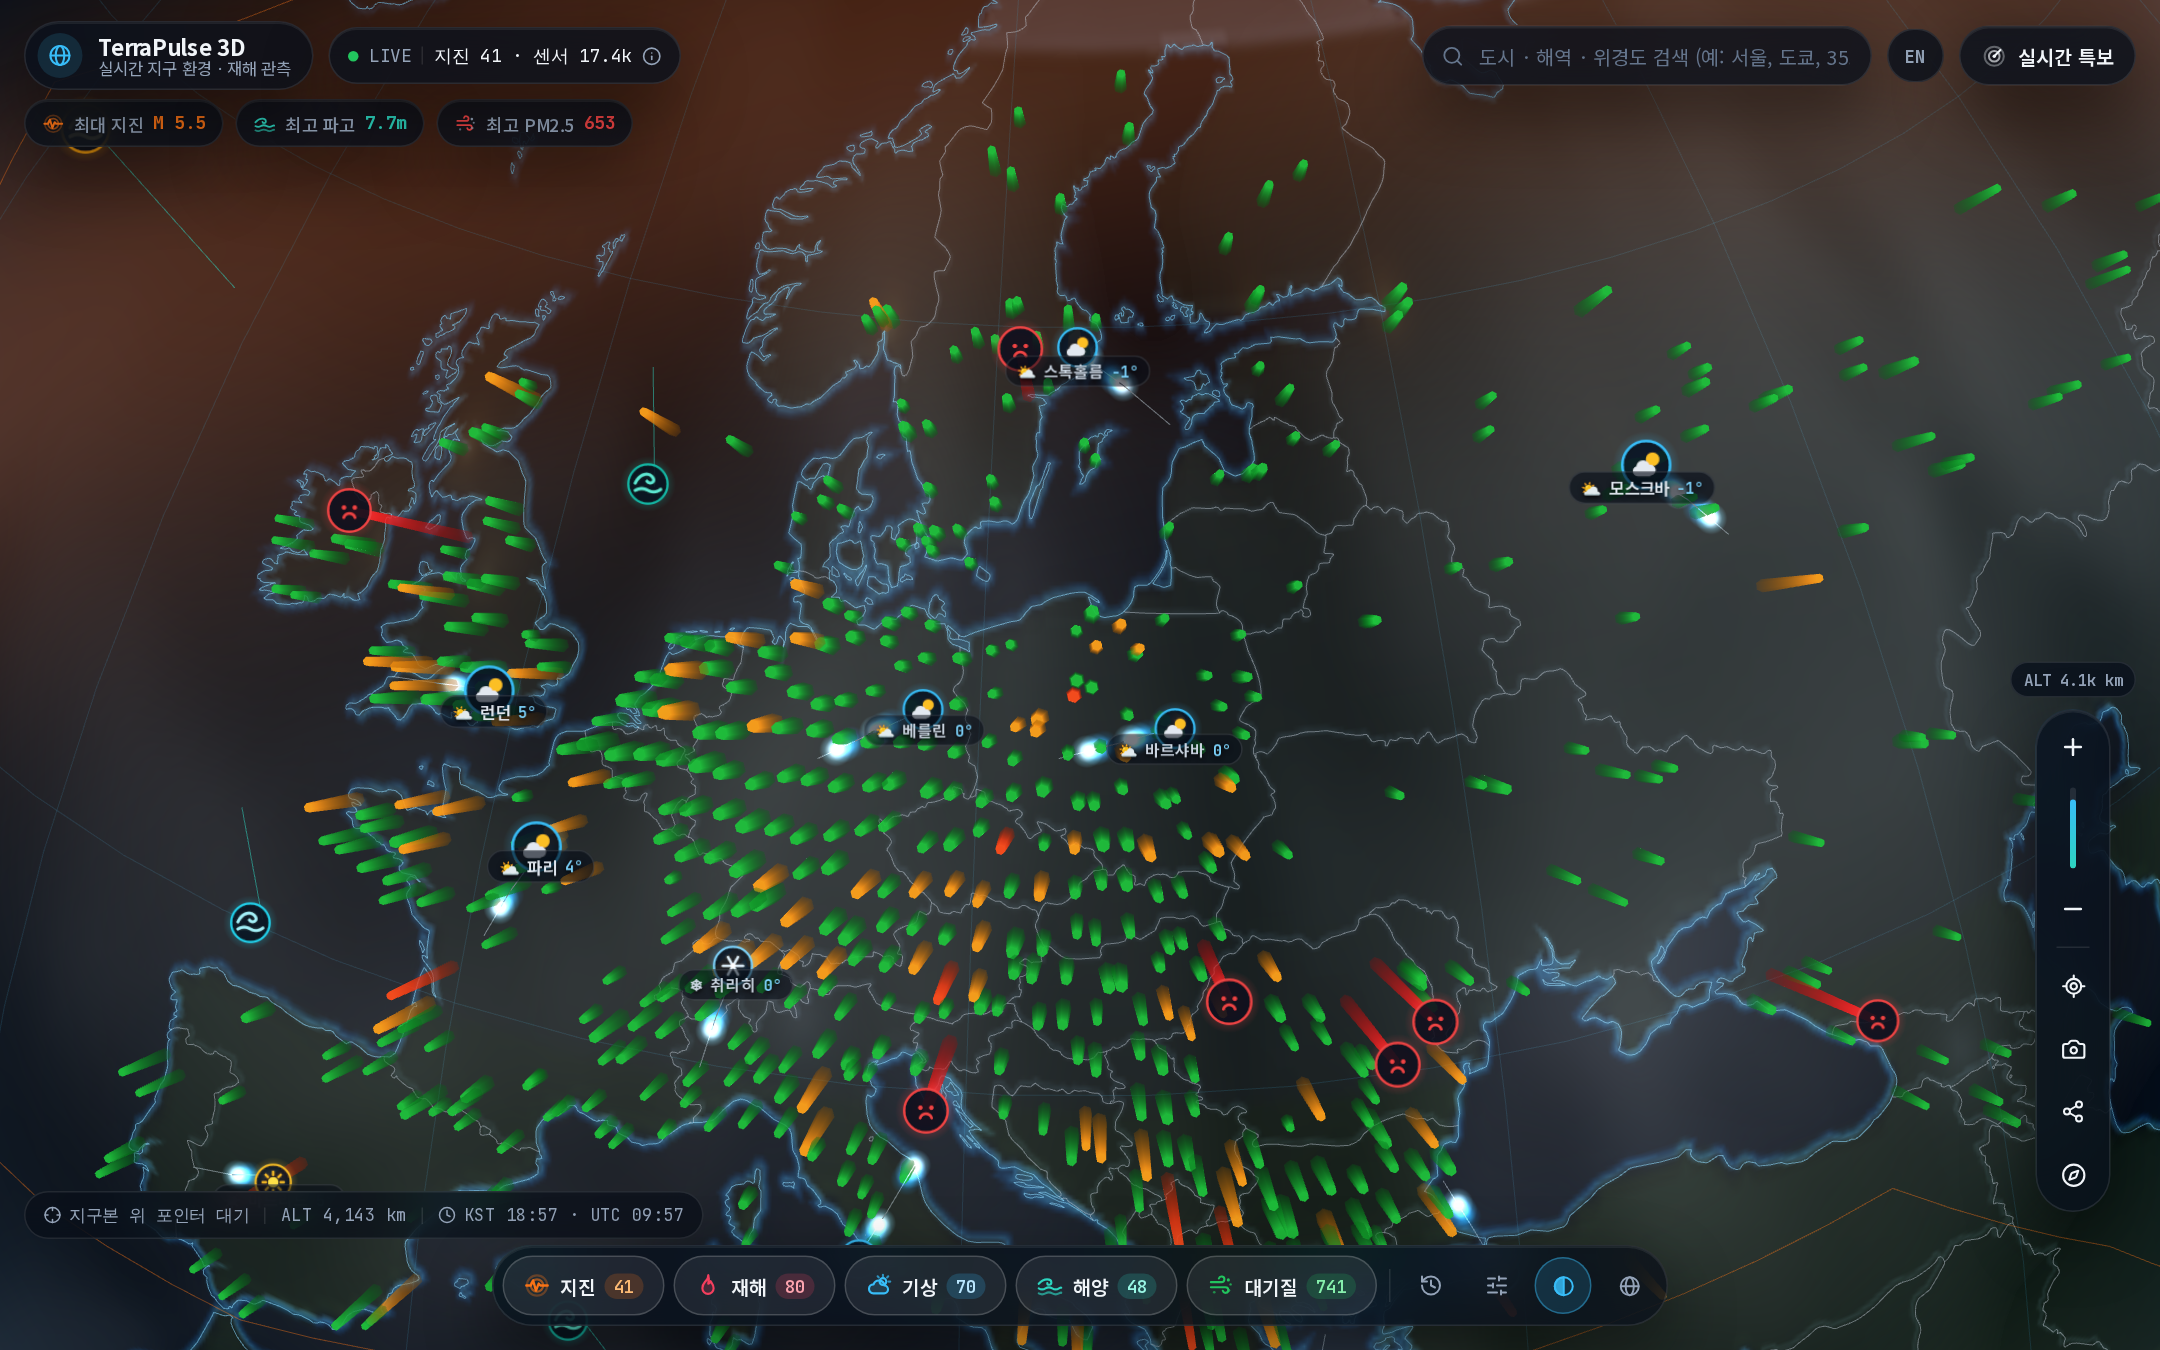 TerraPulse 3D
실시간 지구 환경 · 재해 관측
LIVE 지진 41 · 센서 17.4k
도시 · 해역 · 위경도 검색 (예: 서울, 도쿄, 35
EN
실시간 특보
최대 지진 M 5.5
최고 파고 7.7m
최고 PM2.5 653
스톡홀름 -1°
모스크바 -1°
ALT 4.1k km
런던 5°
베를린 0°
바르샤바 0°
파리 4°
취리히 0°
지구본 위 포인터 대기 ALT 4,143 km KST 18:57 · UTC 09:57
지진 41
재해 80
기상 70
해양 48
대기질 741